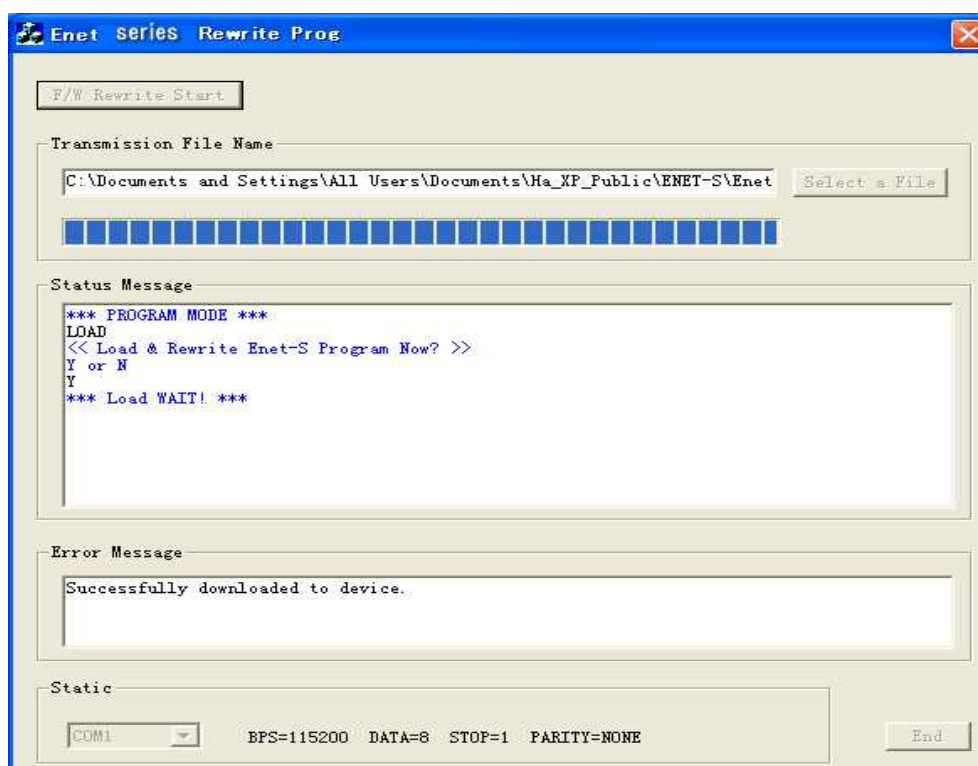 Enet series Rewrite Prog
F/W Rewrite Start
Transmission File Name
C:\Documents and Settings\All Users\Documents\Ha_XP_Public\ENET-S\Enet
Select a File
Status Message
*** PROGRAM MODE ***
LOAD
<< Load & Rewrite Enet-S Program Now? >>
Y or N
Y
*** Load WAIT! ***
Error Message
Successfully downloaded to device.
Static
COM1 BPS=115200 DATA=8 STOP=1 PARITY=NONE
End